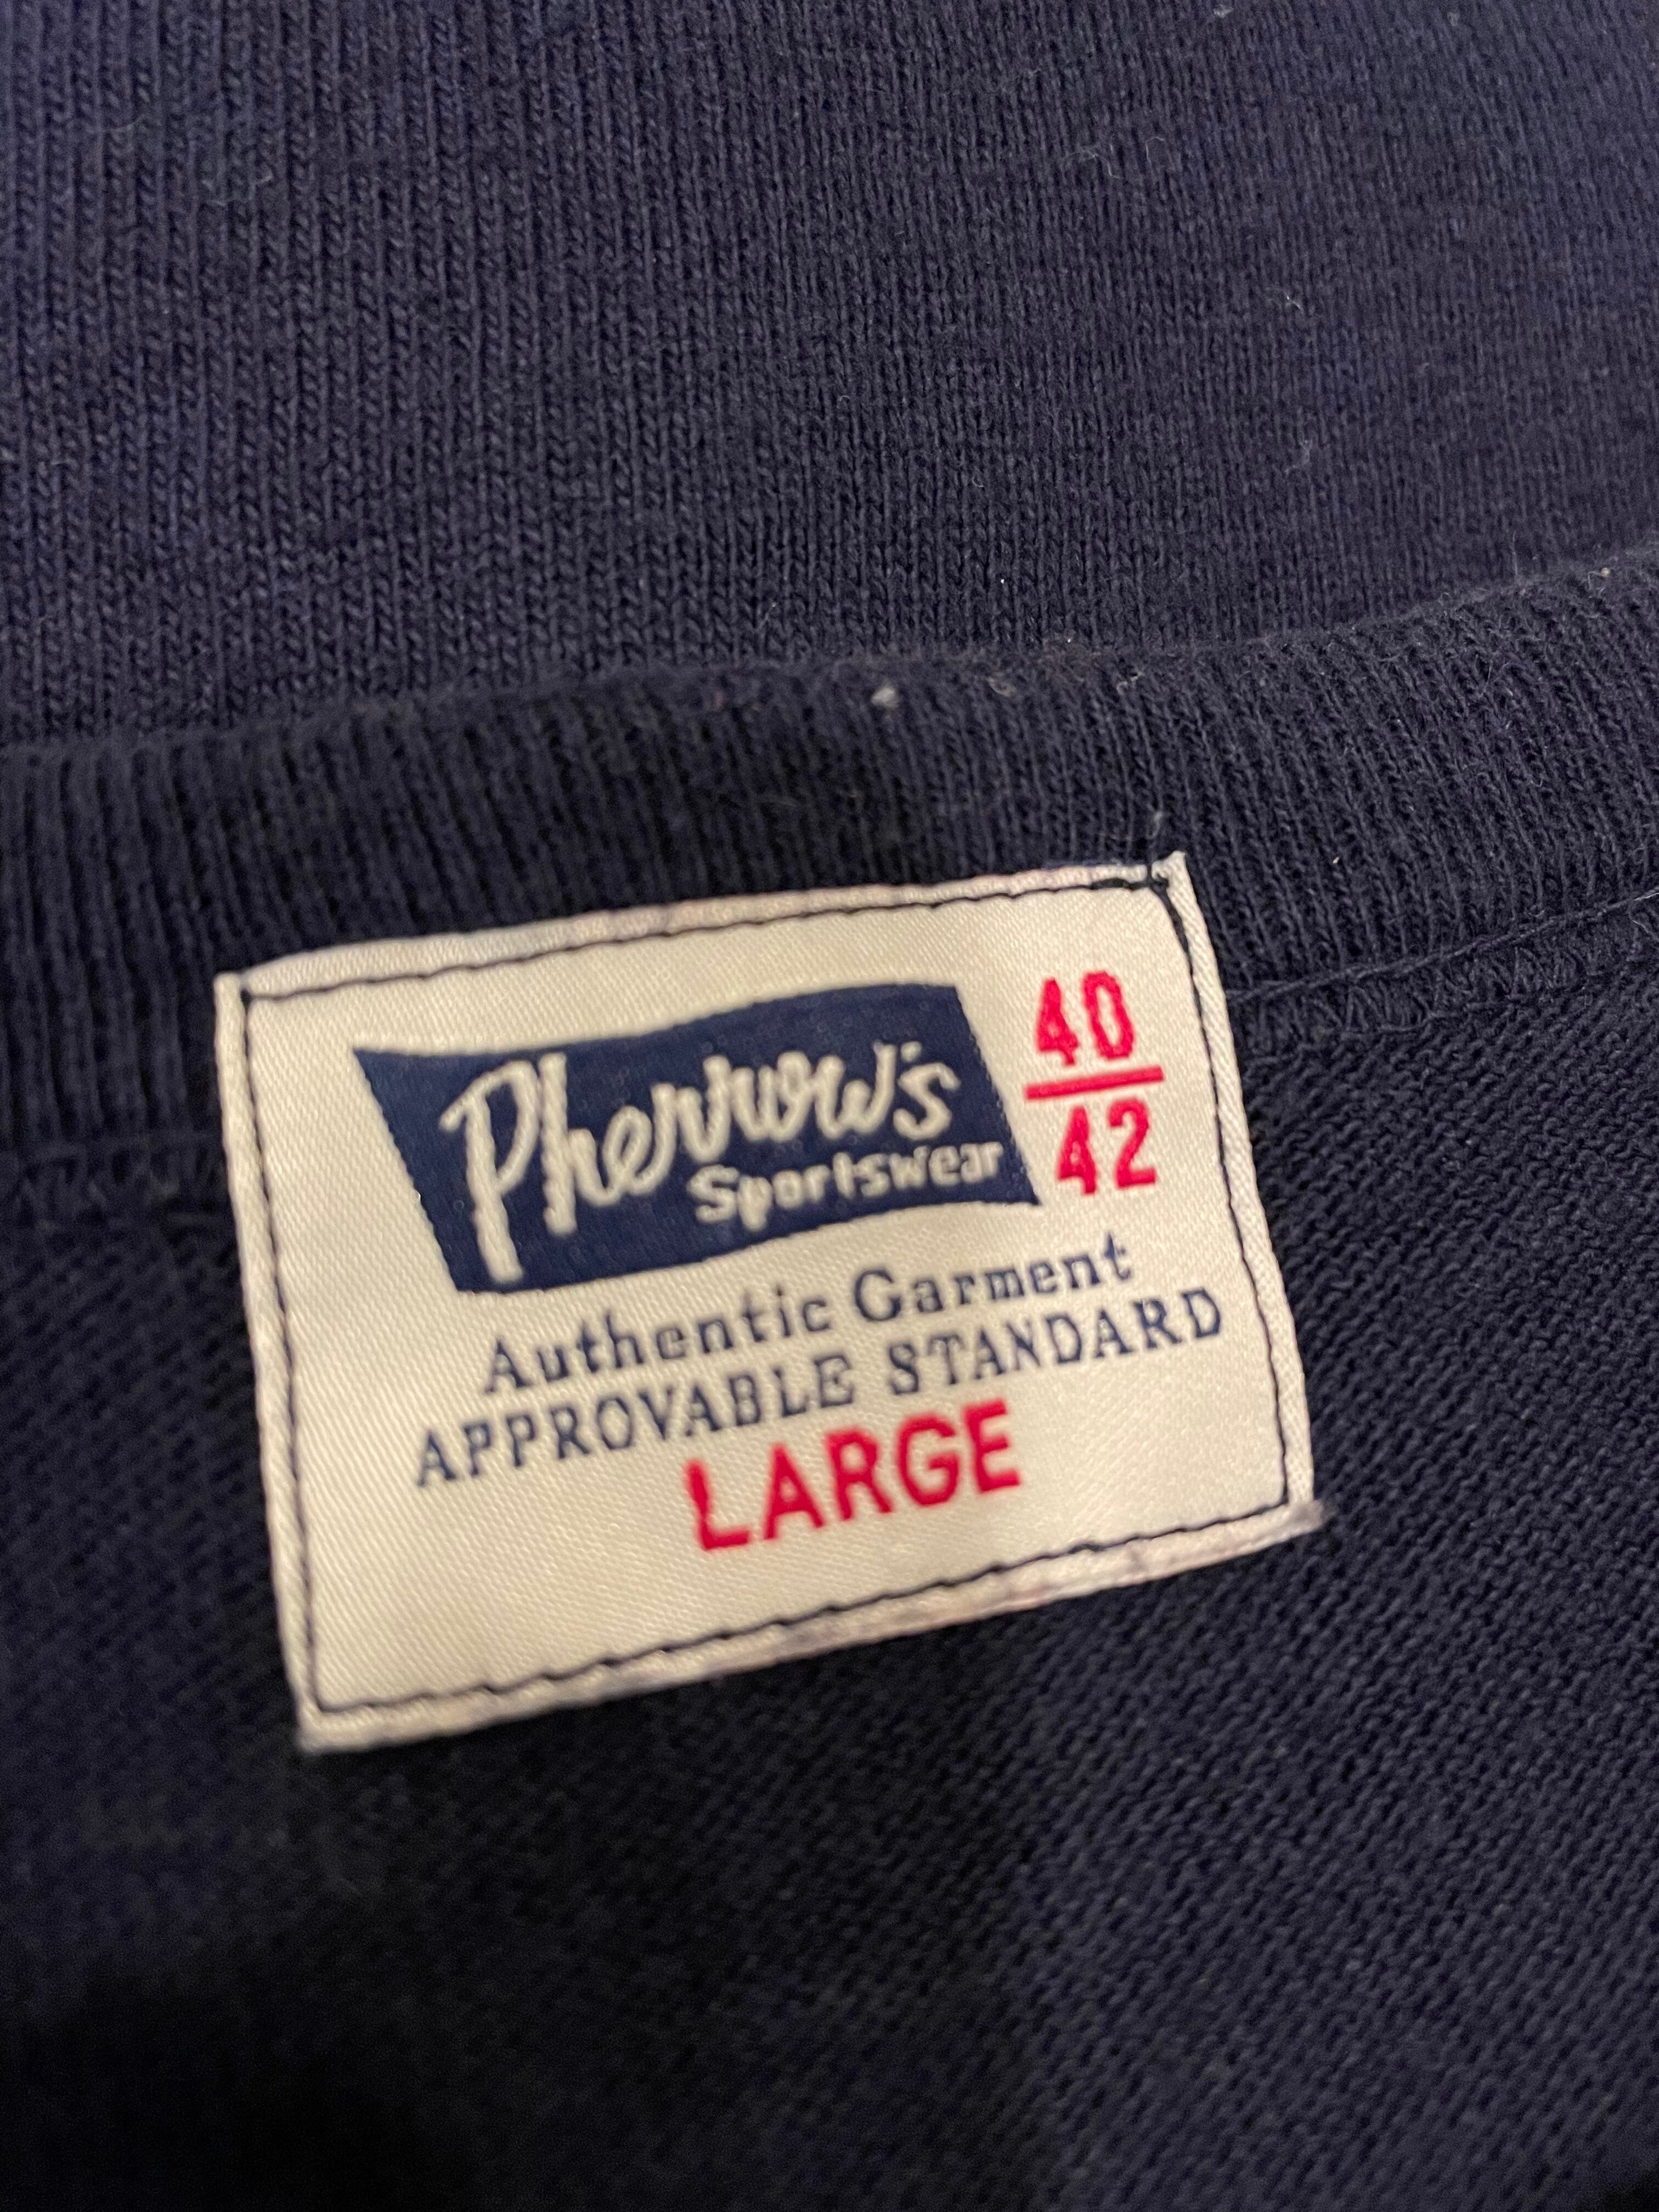 Pherrow's
Sportswear
40
42
Authentic Garment
APPROVABLE STANDARD
LARGE